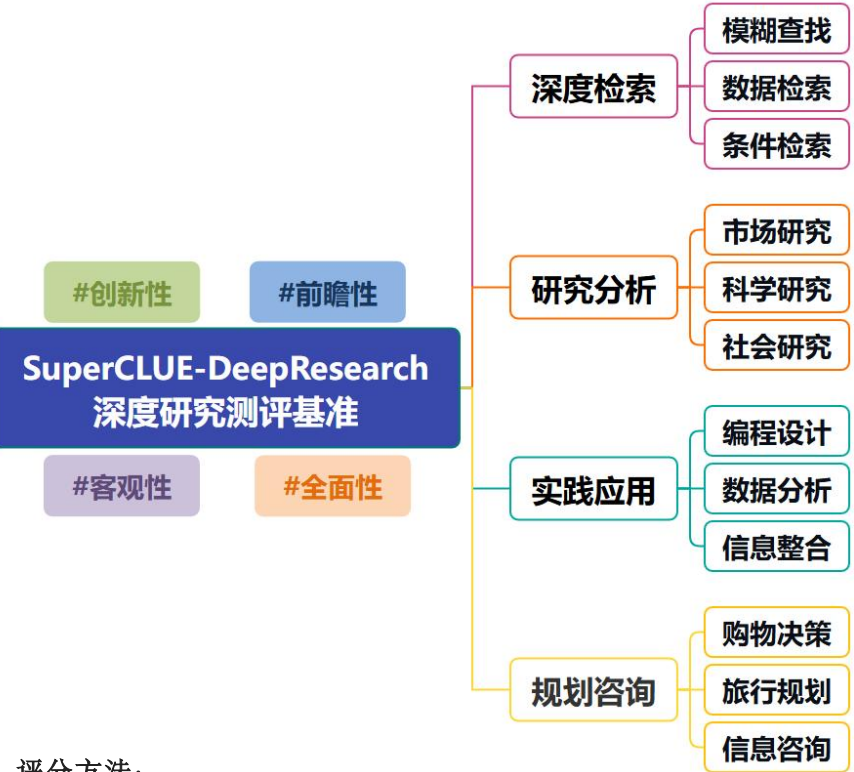 #创新性
#前瞻性
SuperCLUE-DeepResearch
深度研究测评基准
#客观性
#全面性
深度检索
模糊查找
数据检索
条件检索
研究分析
市场研究
科学研究
社会研究
实践应用
编程设计
数据分析
信息整合
规划咨询
购物决策
旅行规划
信息咨询
评分方法：